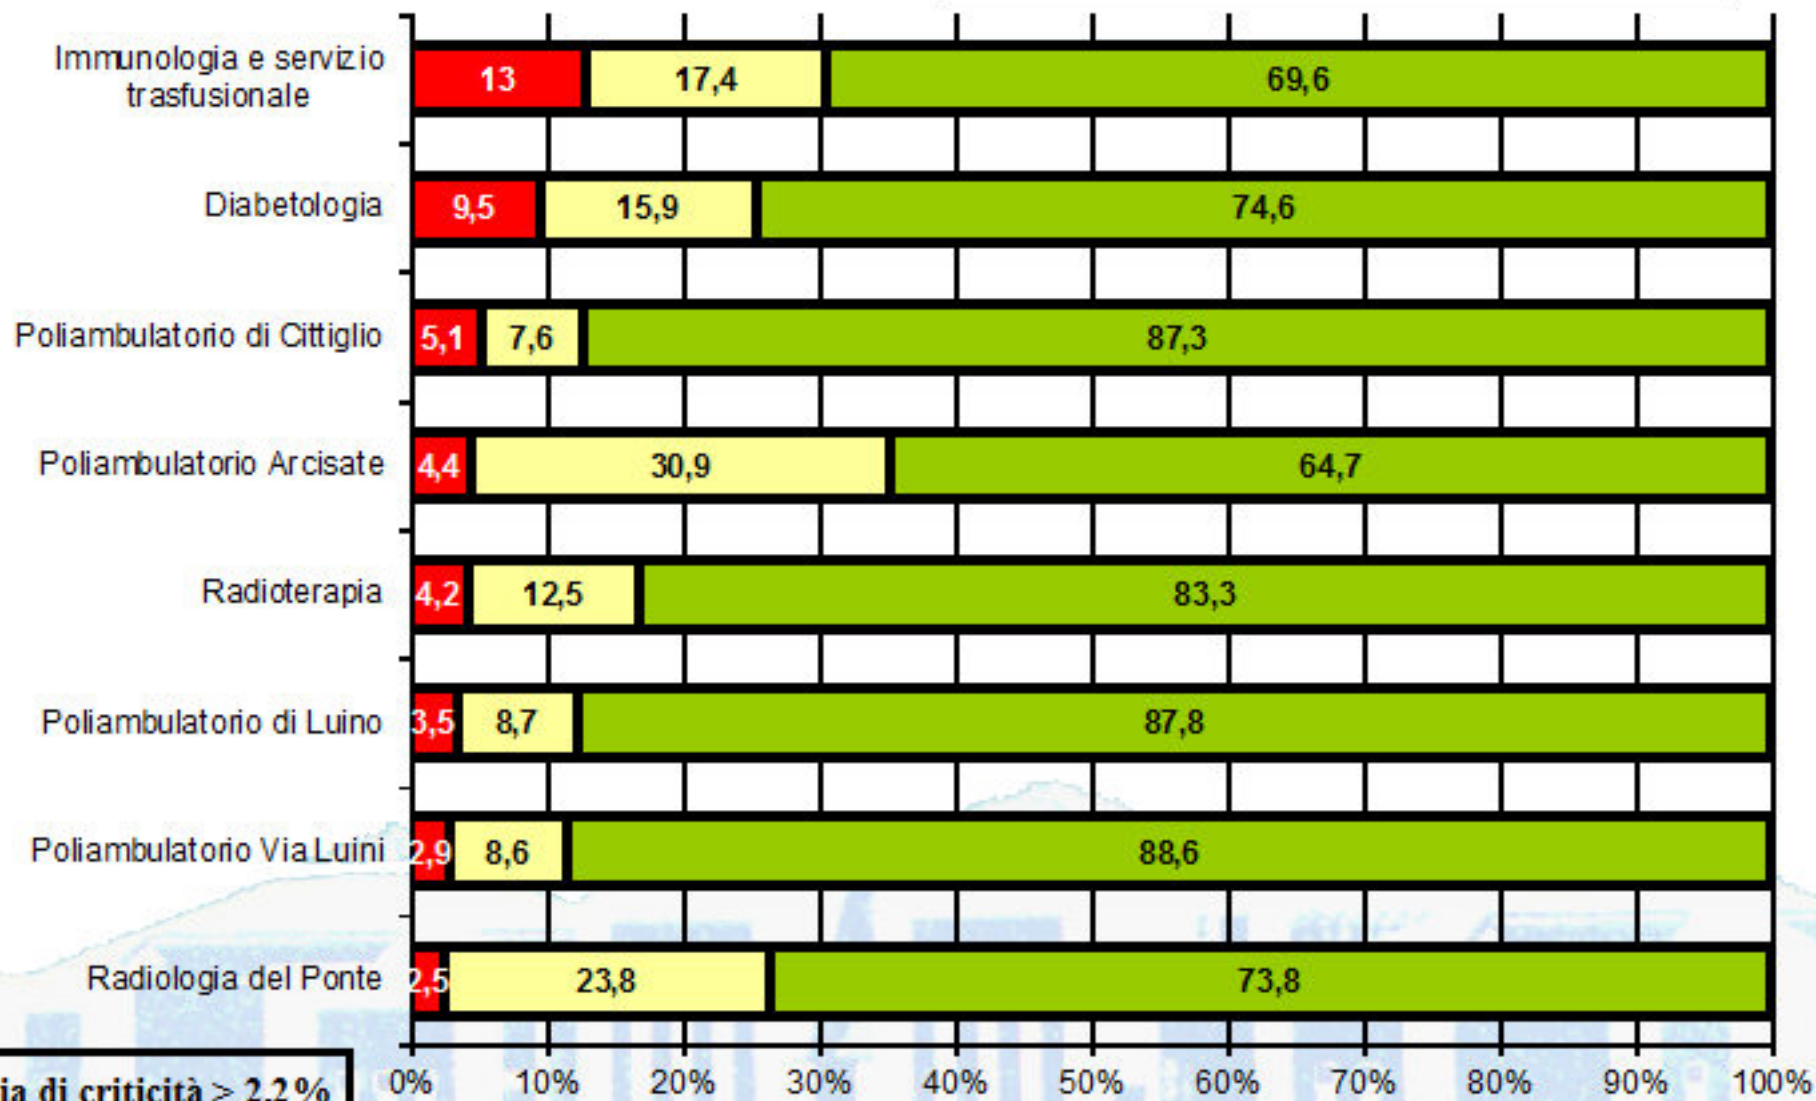 Immunologia e servizio
trasfusionale
13 17,4 69,6
Diabetologia
9,5 15,9 74,6
Poliambulatorio di Cittiglio
5,1 7,6 87,3
Poliambulatorio Arcisate
4,4 30,9 64,7
Radioterapia
4,2 12,5 83,3
Poliambulatorio di Luino
3,5 8,7 87,8
Poliambulatorio Via Luini
2,9 8,6 88,6
Radiologia del Ponte
2,5 23,8 73,8
0% 10% 20% 30% 40% 50% 60% 70% 80% 90% 100%
di criticità > 2,2%